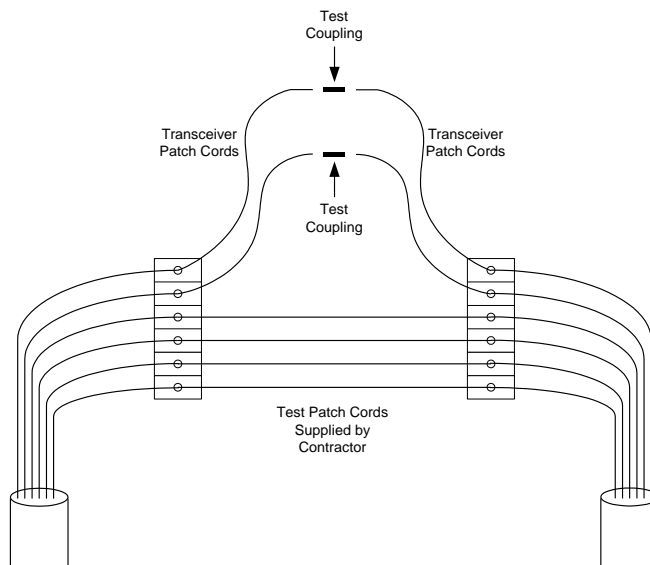 Test
Coupling
Transceiver
Patch Cords
Transceiver
Patch Cords
Test
Coupling
Test Patch Cords
Supplied by
Contractor